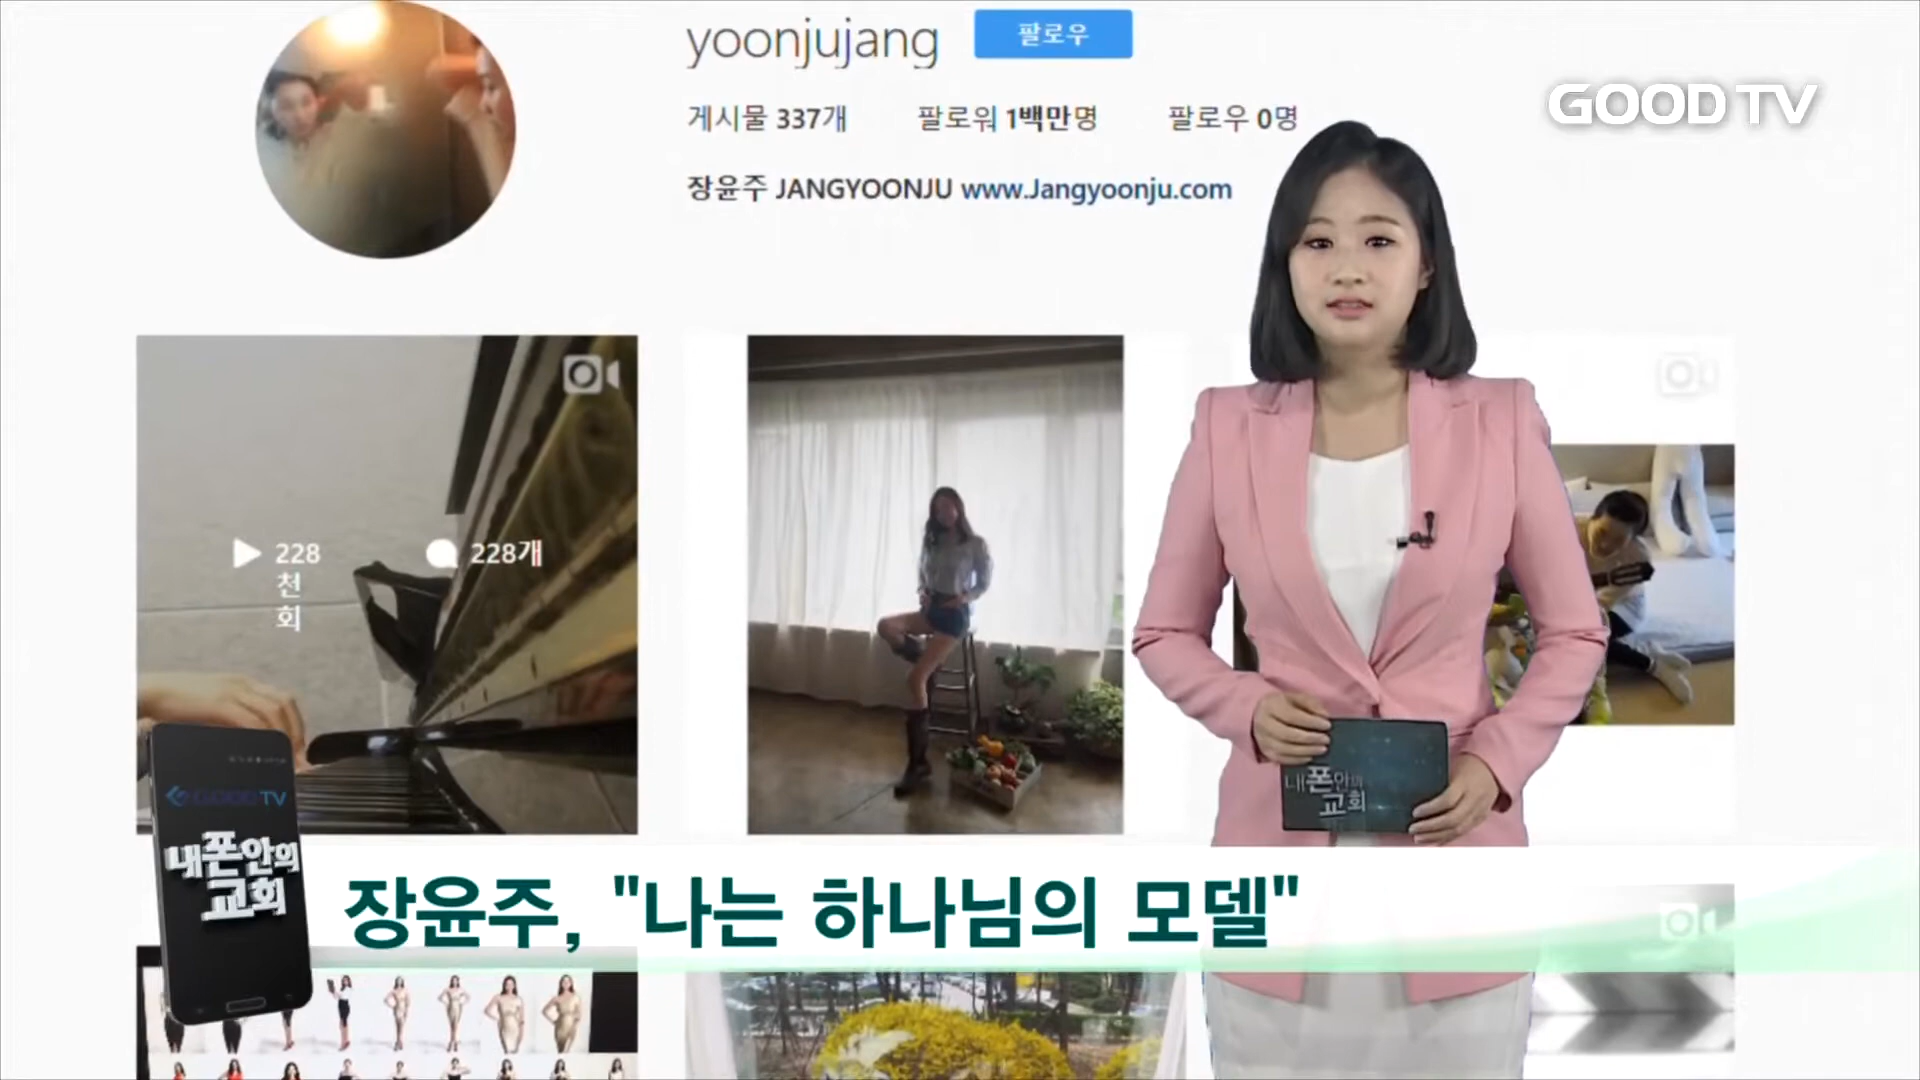 yoonjujang 팔로우
게시물 337개 팔로워 1백만명 팔로우 0명
장윤주 JANGYOONJU www.Jangyoonju.com
GOOD TV
228천회 228개
GOOD TV
내폰안의
교회
내폰안의
교회
장윤주, "나는 하나님의 모델"